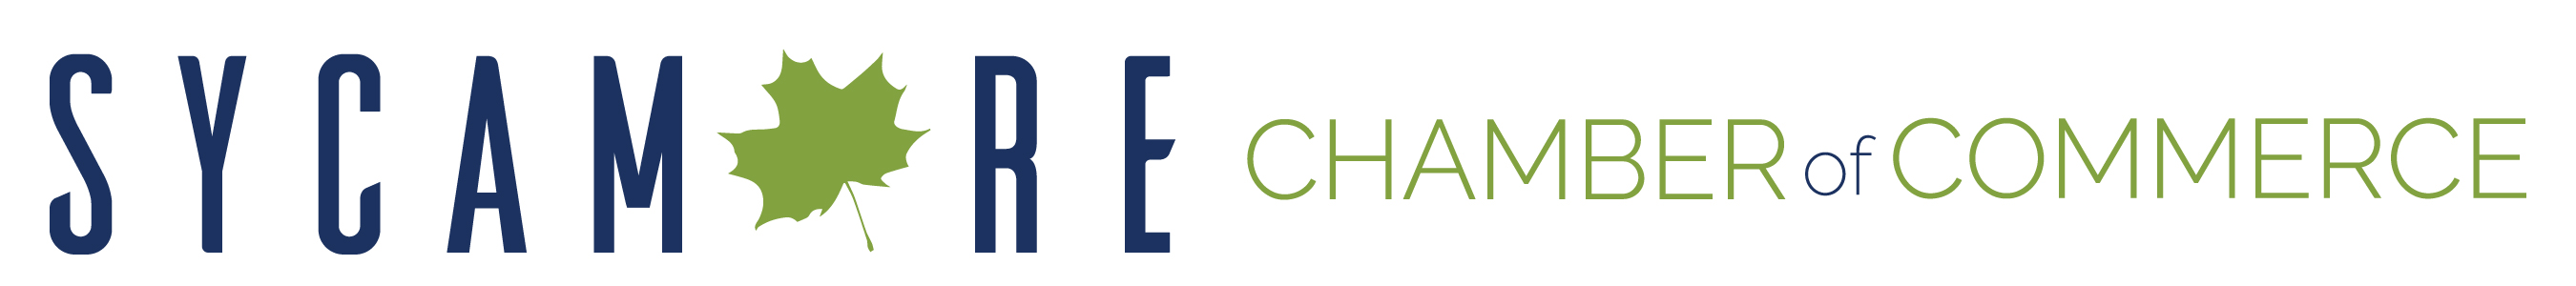 SYCAMORE CHAMBER of COMMERCE